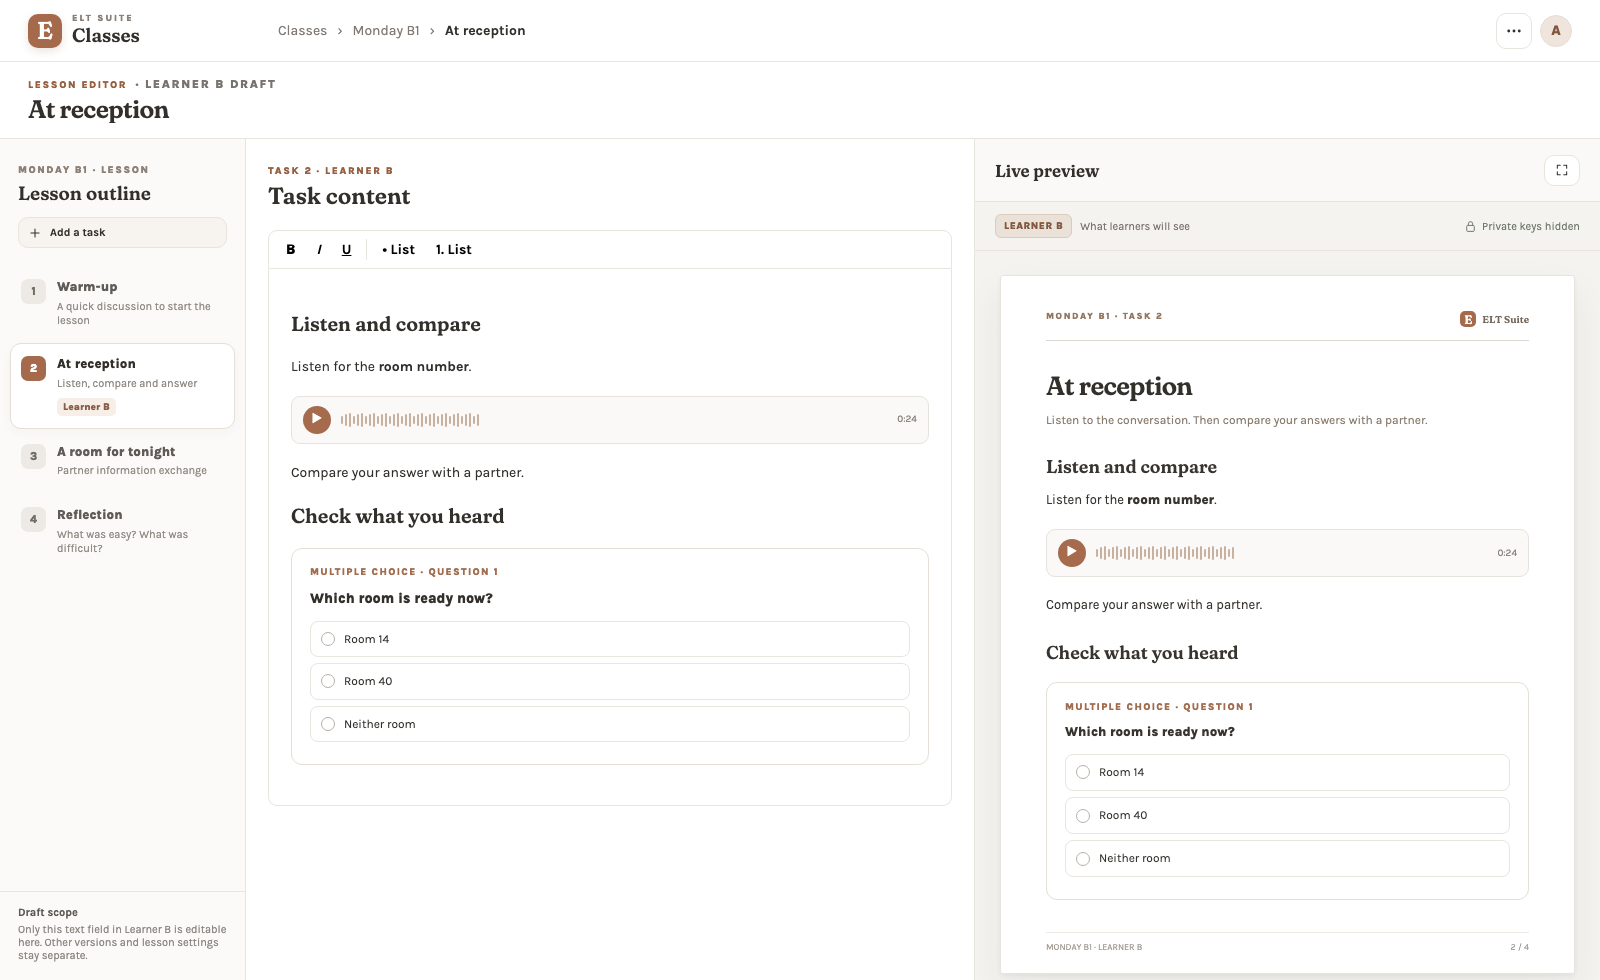 E
ELT SUITE
Classes
Classes › Monday B1 › At reception
A
LESSON EDITOR · LEARNER B DRAFT
At reception
MONDAY B1 · LESSON
Lesson outline
+ Add a task
1
Warm-up
A quick discussion to start the
lesson
2
At reception
Listen, compare and answer
Learner B
3
A room for tonight
Partner information exchange
4
Reflection
What was easy? What was
difficult?
Draft scope
Only this text field in Learner B is editable
here. Other versions and lesson settings
stay separate.
TASK 2 · LEARNER B
Task content
B I U • List 1. List
Listen and compare
Listen for the room number.
0:24
Compare your answer with a partner.
Check what you heard
MULTIPLE CHOICE · QUESTION 1
Which room is ready now?
Room 14
Room 40
Neither room
Live preview
LEARNER B What learners will see
Private keys hidden
MONDAY B1 · TASK 2
E ELT Suite
At reception
Listen to the conversation. Then compare your answers with a partner.
Listen and compare
Listen for the room number.
0:24
Compare your answer with a partner.
Check what you heard
MULTIPLE CHOICE · QUESTION 1
Which room is ready now?
Room 14
Room 40
Neither room
MONDAY B1 · LEARNER B
2 / 4